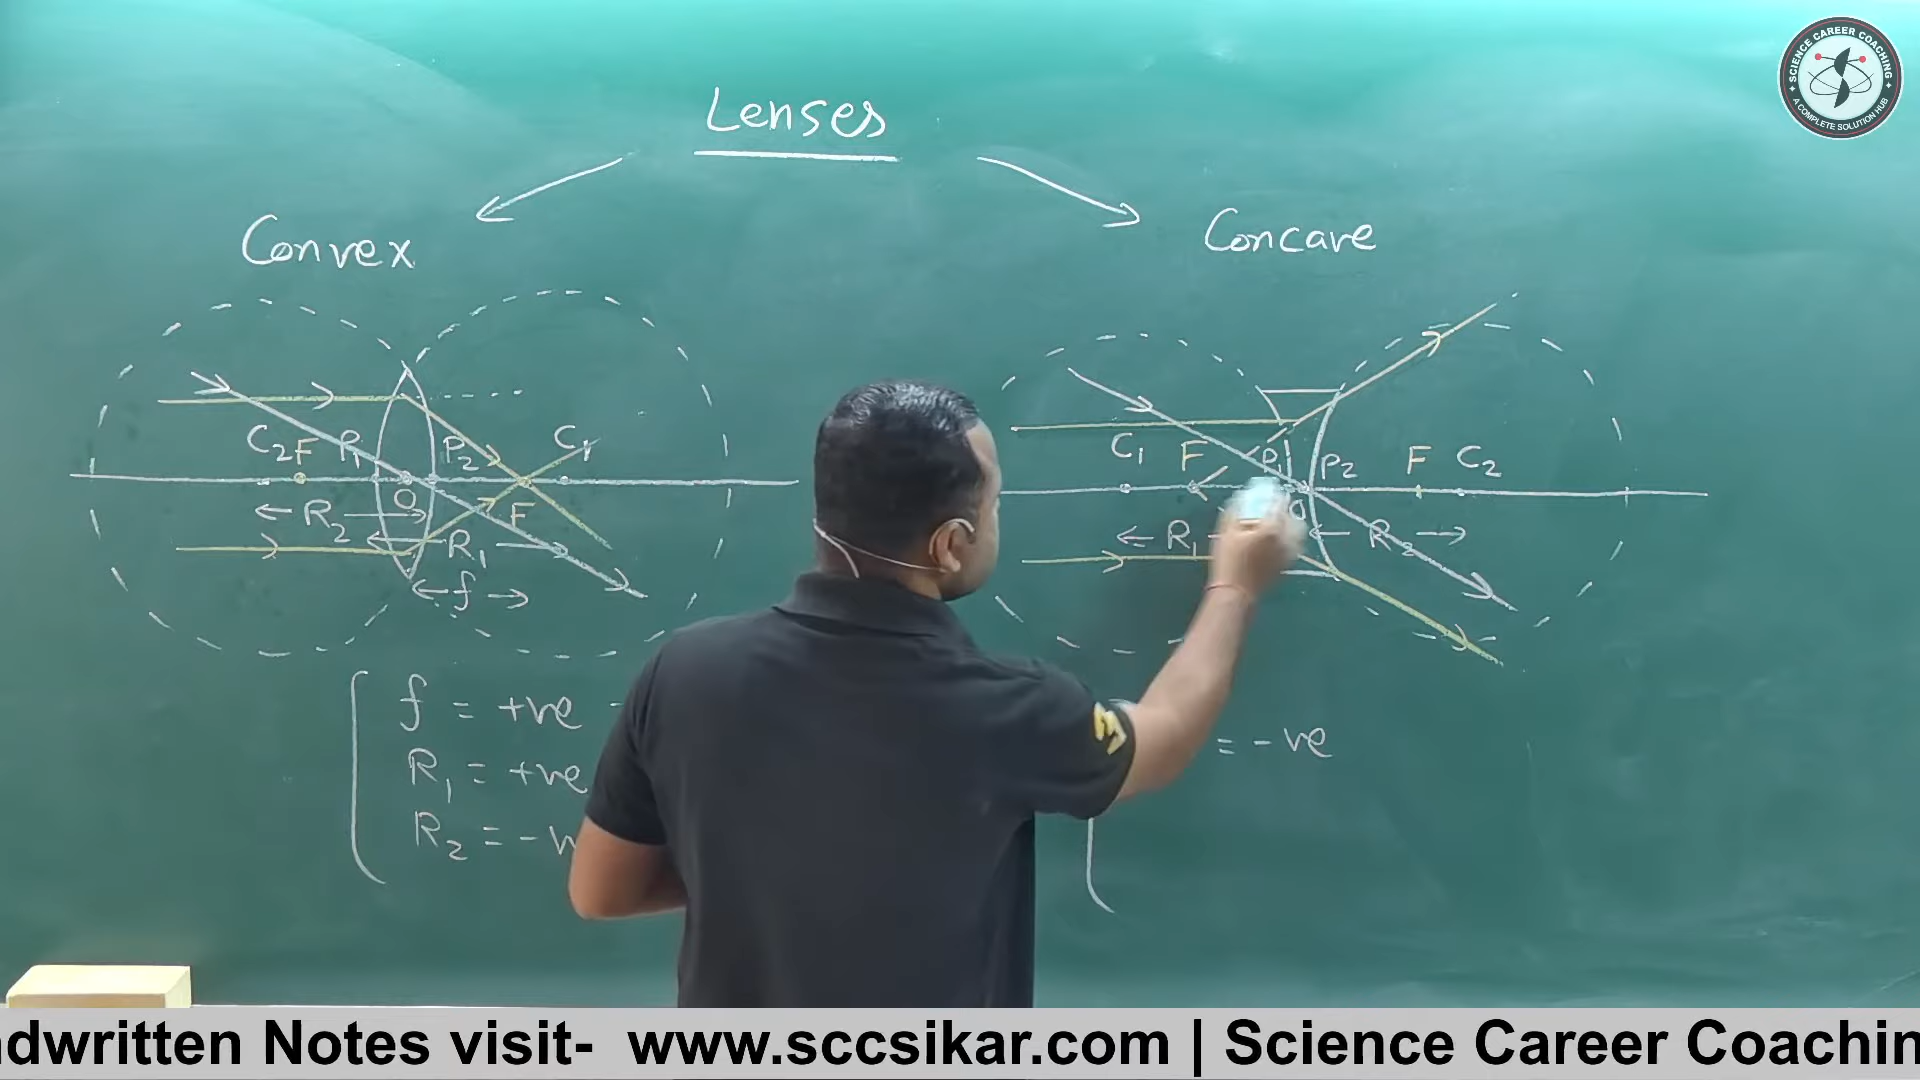 Lenses
Convex
Concave
C2 F P1 P2 C1
O F
R2
R1
f
f = +ve
R1 = +ve
R2 = -v
C1 F P1 P2 F C2
O
R1 R2
= -ve
SCIENCE CAREER COACHING
A COMPLETE SOLUTION HUB
ndwritten Notes visit- www.sccsikar.com | Science Career Coachin